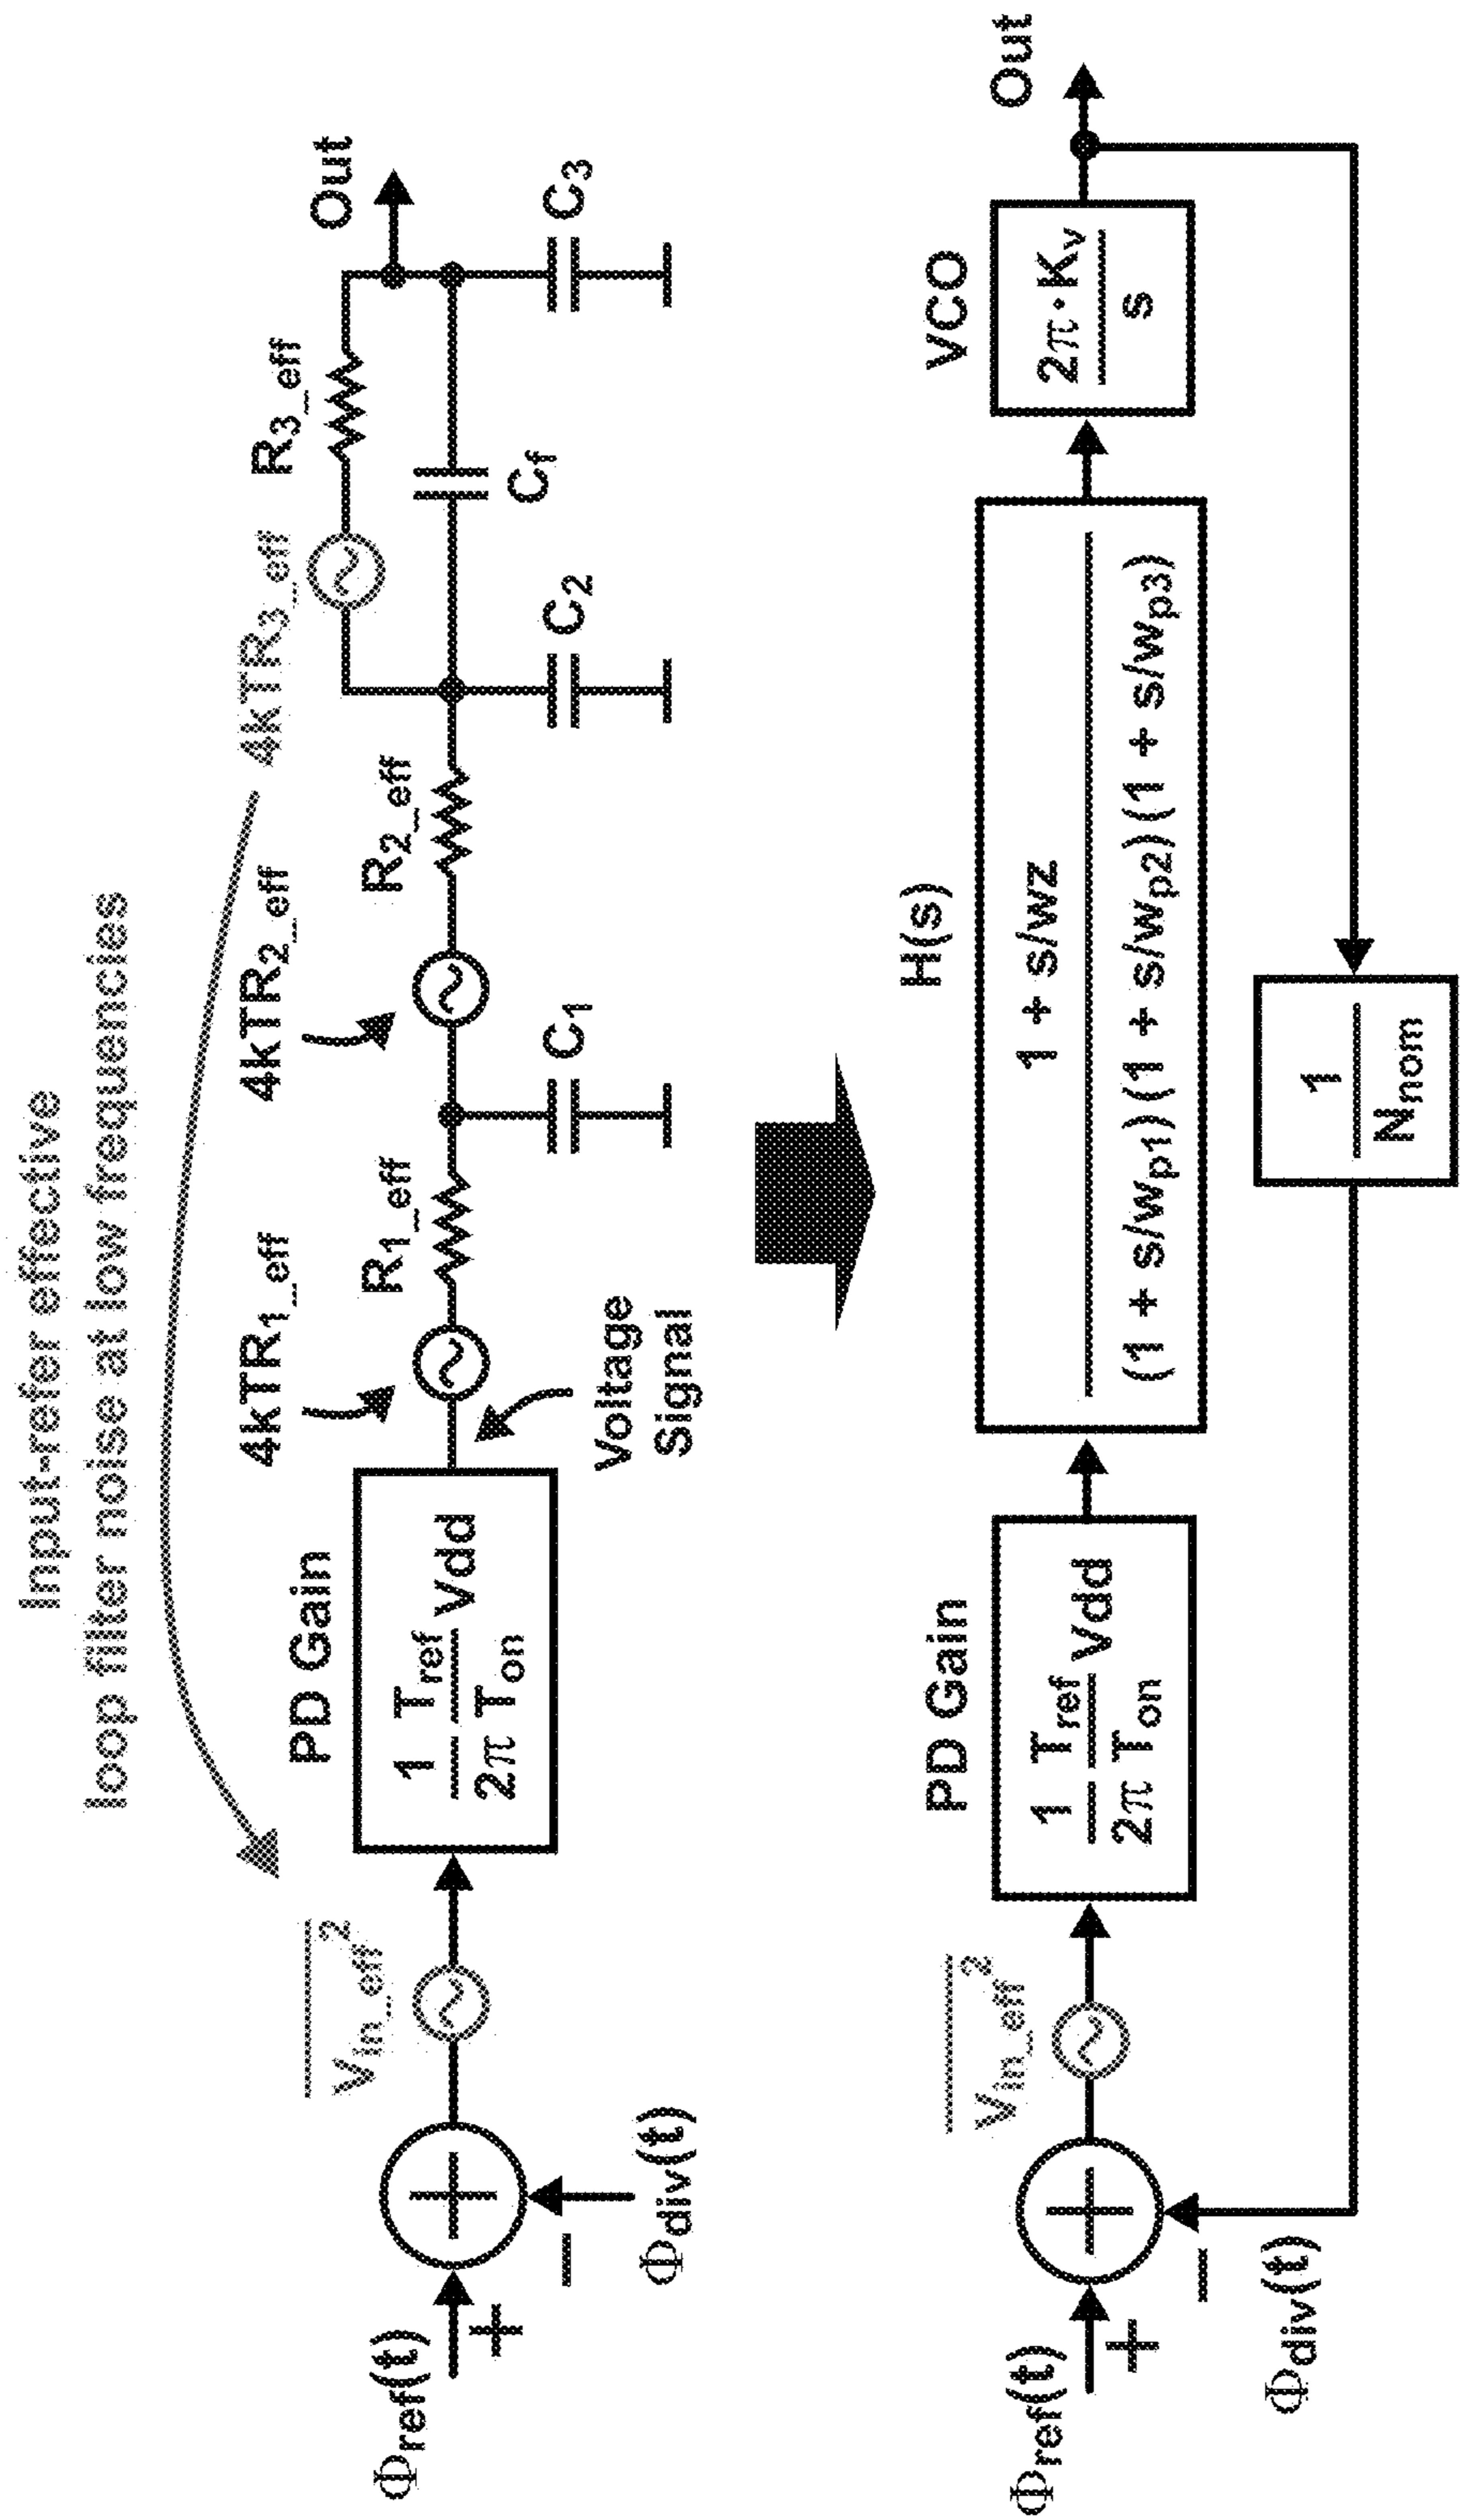 Input-refer effective
loop filter noise at low frequencies
4kTR1_eff
4kTR2_eff
4kTR3_eff
Vin_eff²
PD Gain
1 Tref
2π Ton
Vdd
R1_eff
R2_eff
R3_eff
Out
Φref(t)
+
−
Φdiv(t)
Voltage
Signal
C1
C2
Cf
C3
H(s)
VCO
Vin_eff²
PD Gain
1 Tref
2π Ton
Vdd
1 + s/wz
(1 + s/wp1)(1 + s/wp2)(1 + s/wp3)
2π·Kv
s
Out
Φref(t)
+
−
Φdiv(t)
1
Nnom